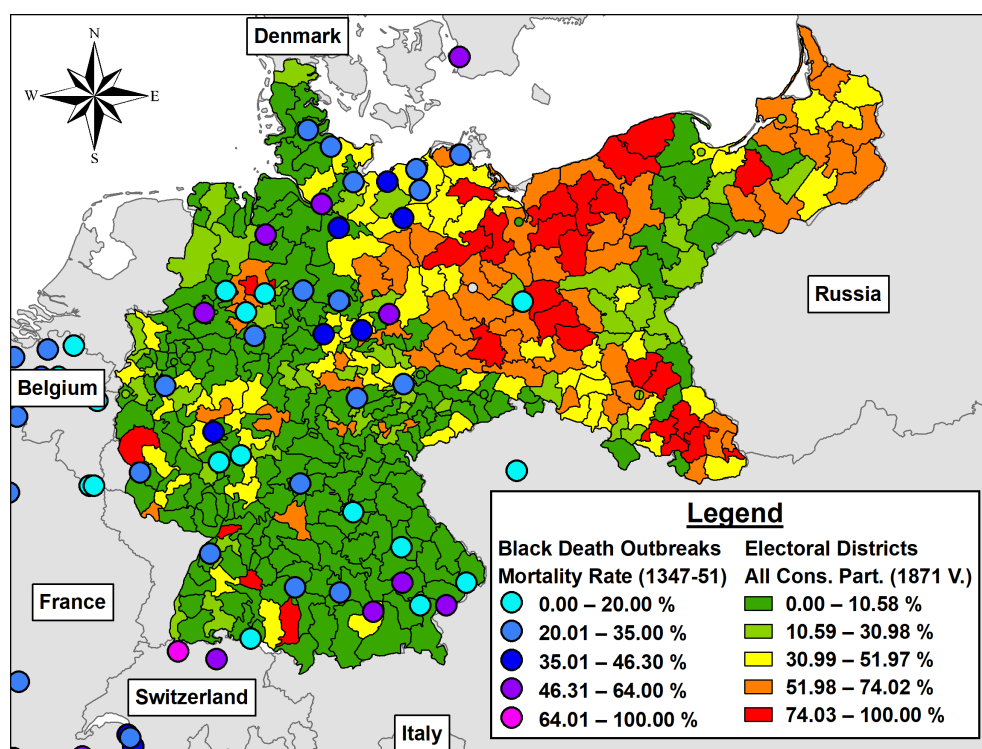 Denmark
N
W
E
S
Russia
Belgium
France
Switzerland
Italy
Legend
Black Death Outbreaks
Mortality Rate (1347-51)
0.00 – 20.00 %
20.01 – 35.00 %
35.01 – 46.30 %
46.31 – 64.00 %
64.01 – 100.00 %
Electoral Districts
All Cons. Part. (1871 V.)
0.00 – 10.58 %
10.59 – 30.98 %
30.99 – 51.97 %
51.98 – 74.02 %
74.03 – 100.00 %